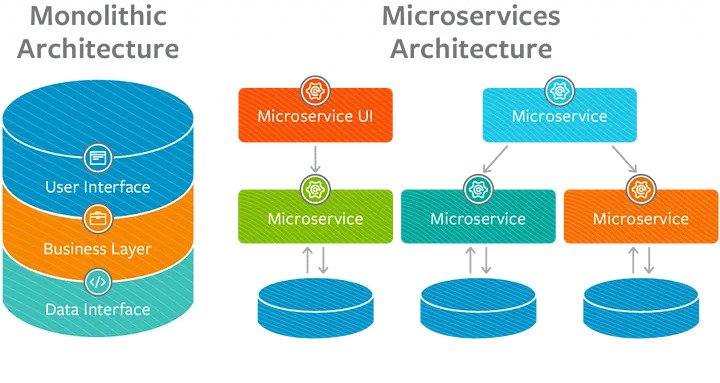 Monolithic
Architecture
User Interface
Business Layer
Data Interface
Microservices
Architecture
Microservice UI
Microservice
Microservice
Microservice
Microservice